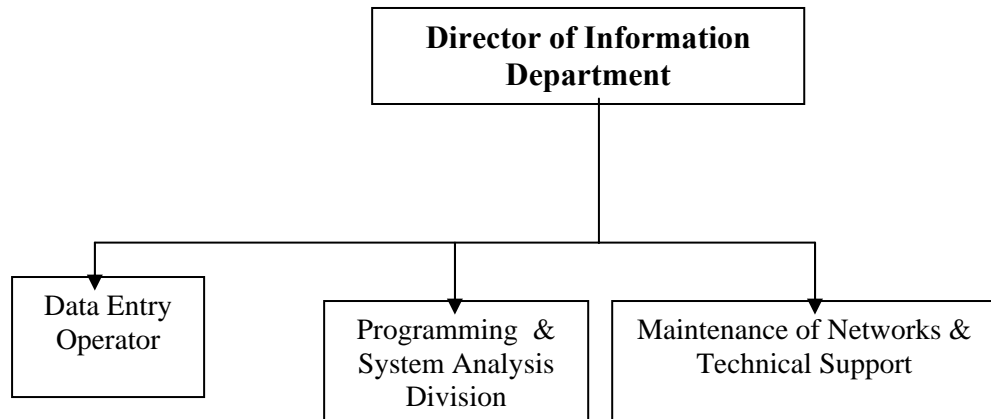 Director of Information
Department
Data Entry
Operator
Programming &
System Analysis
Division
Maintenance of Networks &
Technical Support